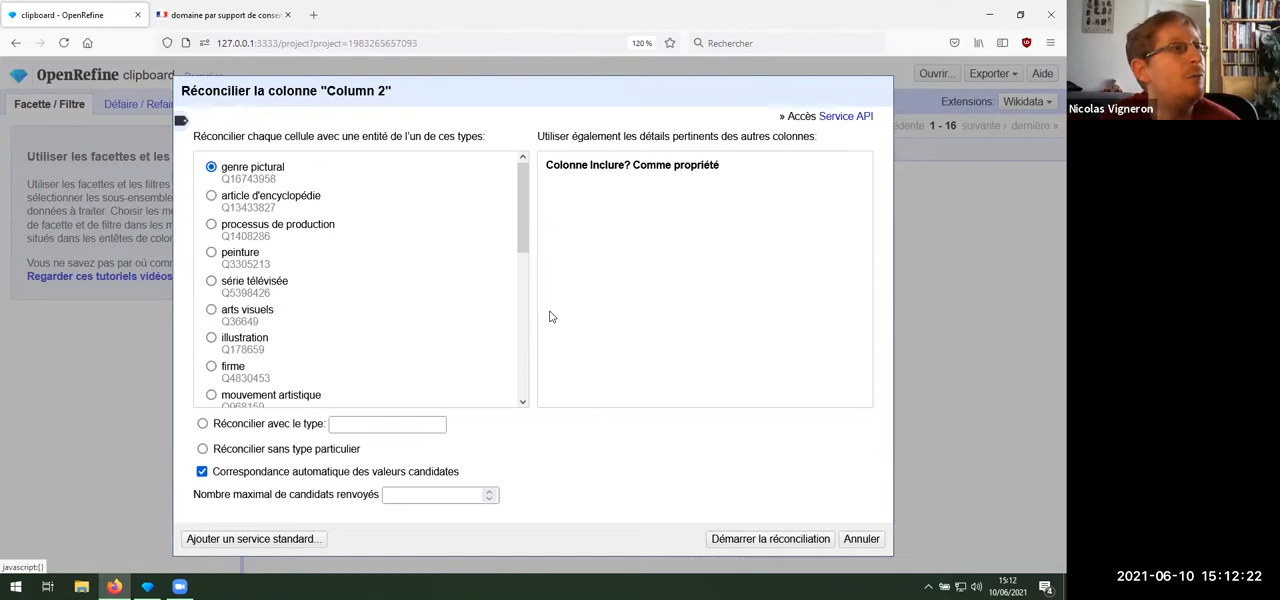 clipboard - OpenRefine
domaine par support de conser
127.0.0.1:3333/project?project=1983265657093
120 %
Rechercher
OpenRefine clipboard
Ouvrir...
Exporter
Aide
Facette / Filtre
Défaire / Refai
Extensions:
Wikidata
édente 1 - 16 suivante › dernière »
Utiliser les facettes et les
Utiliser les facettes et les filtres
sélectionner les sous-ensemble
données à traiter. Choisir les mé
de facette et de filtre dans les m
situés dans les entêtes de colo
Vous ne savez pas par où com
Regarder ces tutoriels vidéos
Réconcilier la colonne "Column 2"
» Accès Service API
Réconcilier chaque cellule avec une entité de l'un de ces types:
genre pictural
Q16743958
article d'encyclopédie
Q13433827
processus de production
Q1408286
peinture
Q3305213
série télévisée
Q5398426
arts visuels
Q36649
illustration
Q178659
firme
Q4830453
mouvement artistique
Q968159
Utiliser également les détails pertinents des autres colonnes:
Colonne Inclure? Comme propriété
Réconcilier avec le type:
Réconcilier sans type particulier
Correspondance automatique des valeurs candidates
Nombre maximal de candidats renvoyés
Ajouter un service standard...
Démarrer la réconciliation
Annuler
javascript:{}
15:12
10/06/2021
4
Nicolas Vigneron
2021-06-10 15:12:22